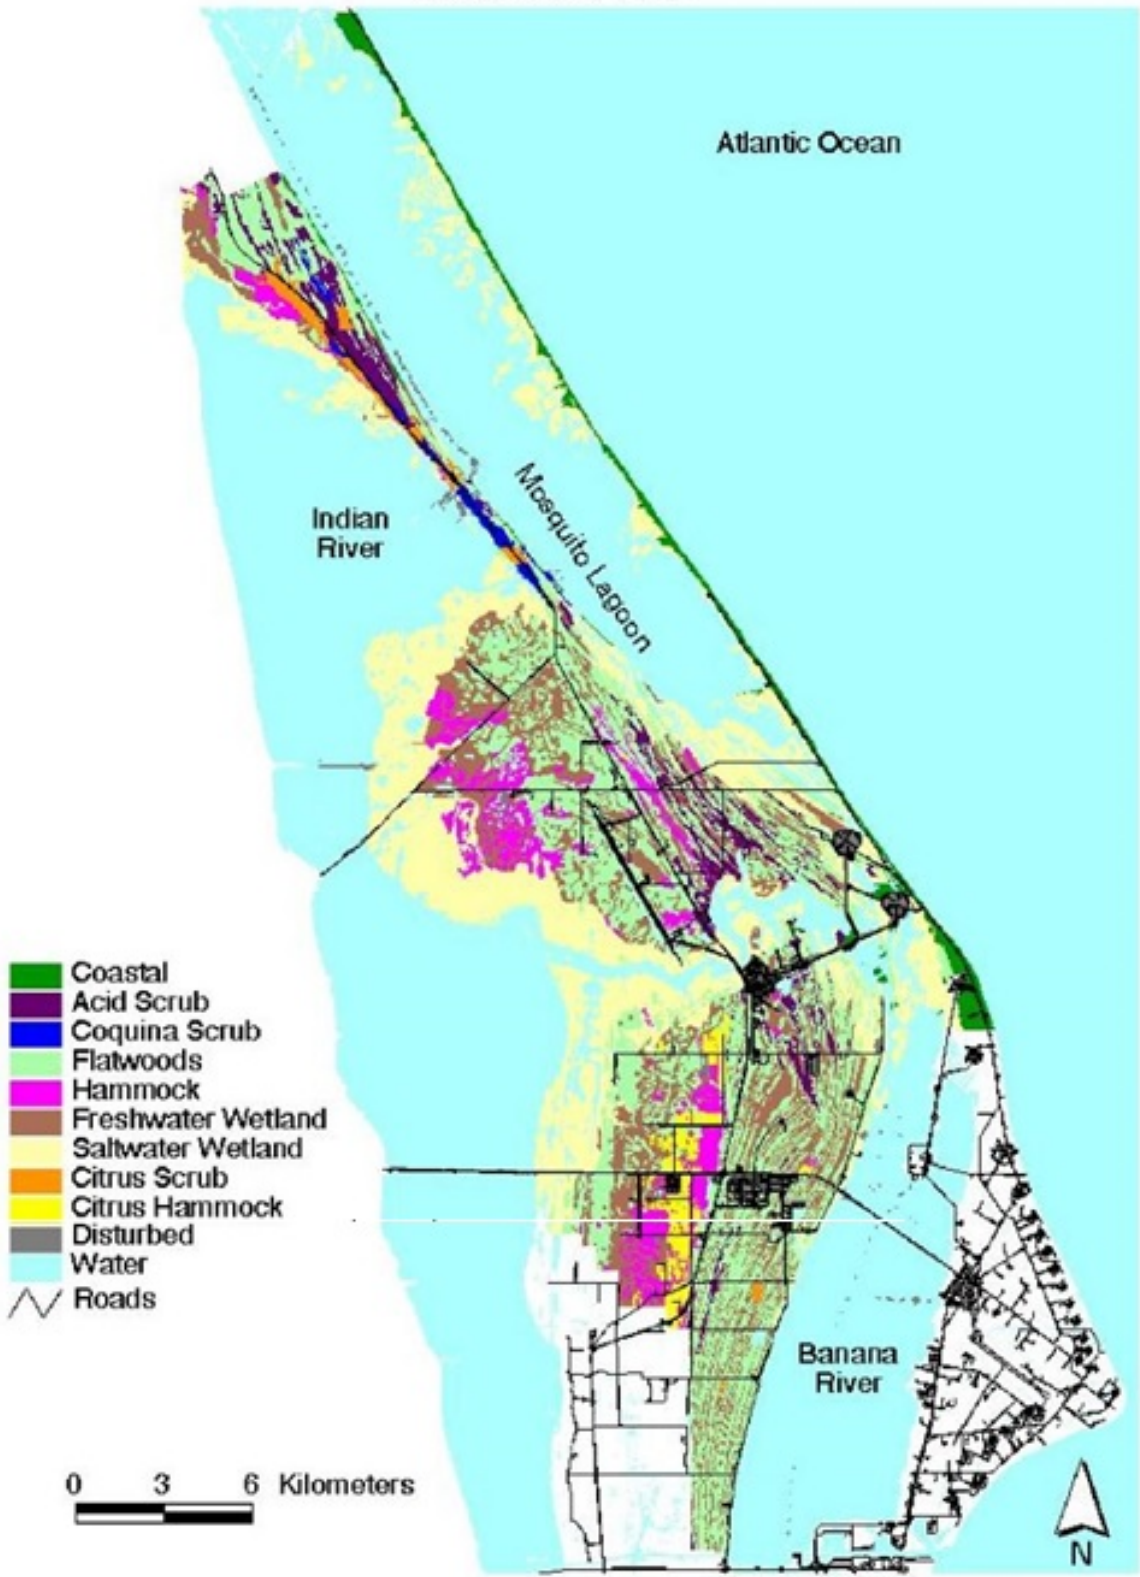 Atlantic Ocean
Mosquito Lagoon
Indian
River
Coastal
Acid Scrub
Coquina Scrub
Flatwoods
Hammock
Freshwater Wetland
Saltwater Wetland
Citrus Scrub
Citrus Hammock
Disturbed
Water
Roads
Banana
River
0 3 6 Kilometers
N